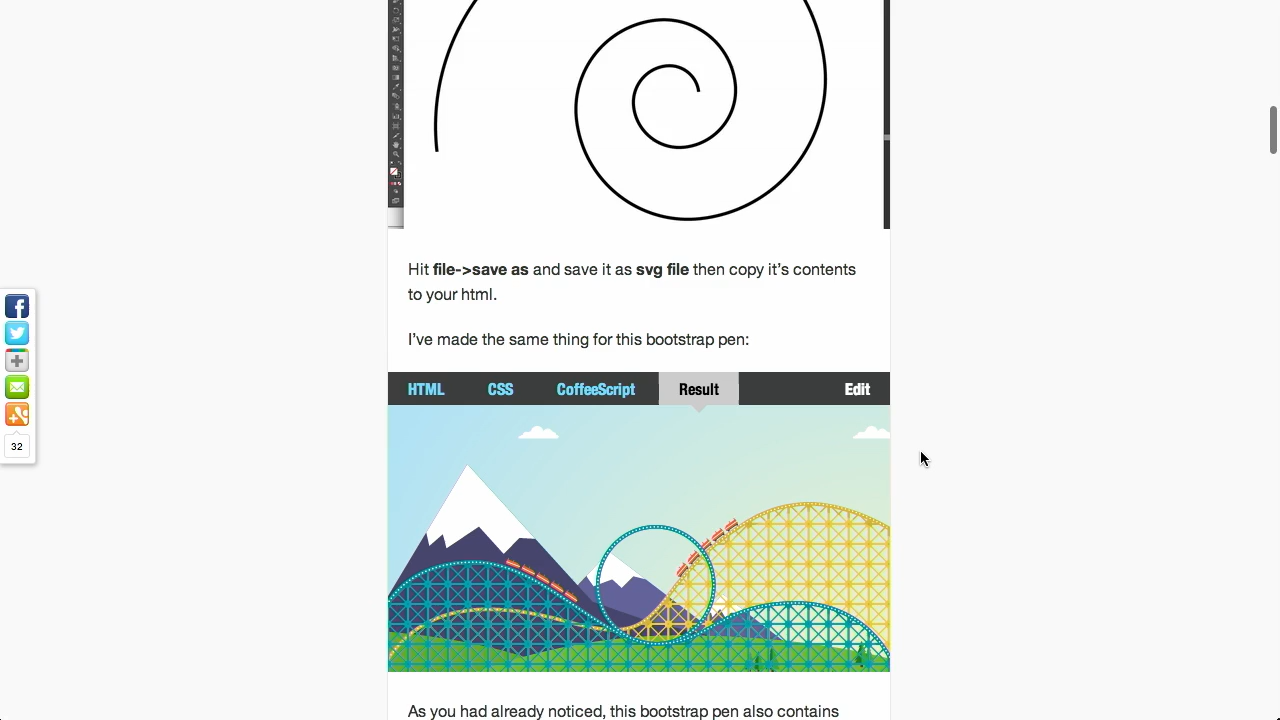 Hit file->save as and save it as svg file then copy it’s contents
to your html.
I’ve made the same thing for this bootstrap pen:
HTML CSS CoffeeScript Result Edit
32
As you had already noticed, this bootstrap pen also contains